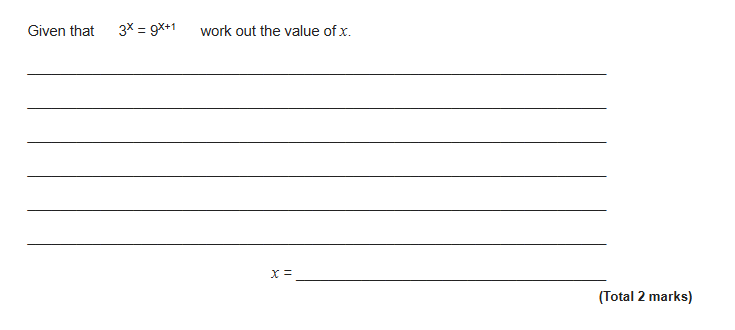 Given that 3ˣ = 9ˣ⁺¹ work out the value of x.
x =
(Total 2 marks)